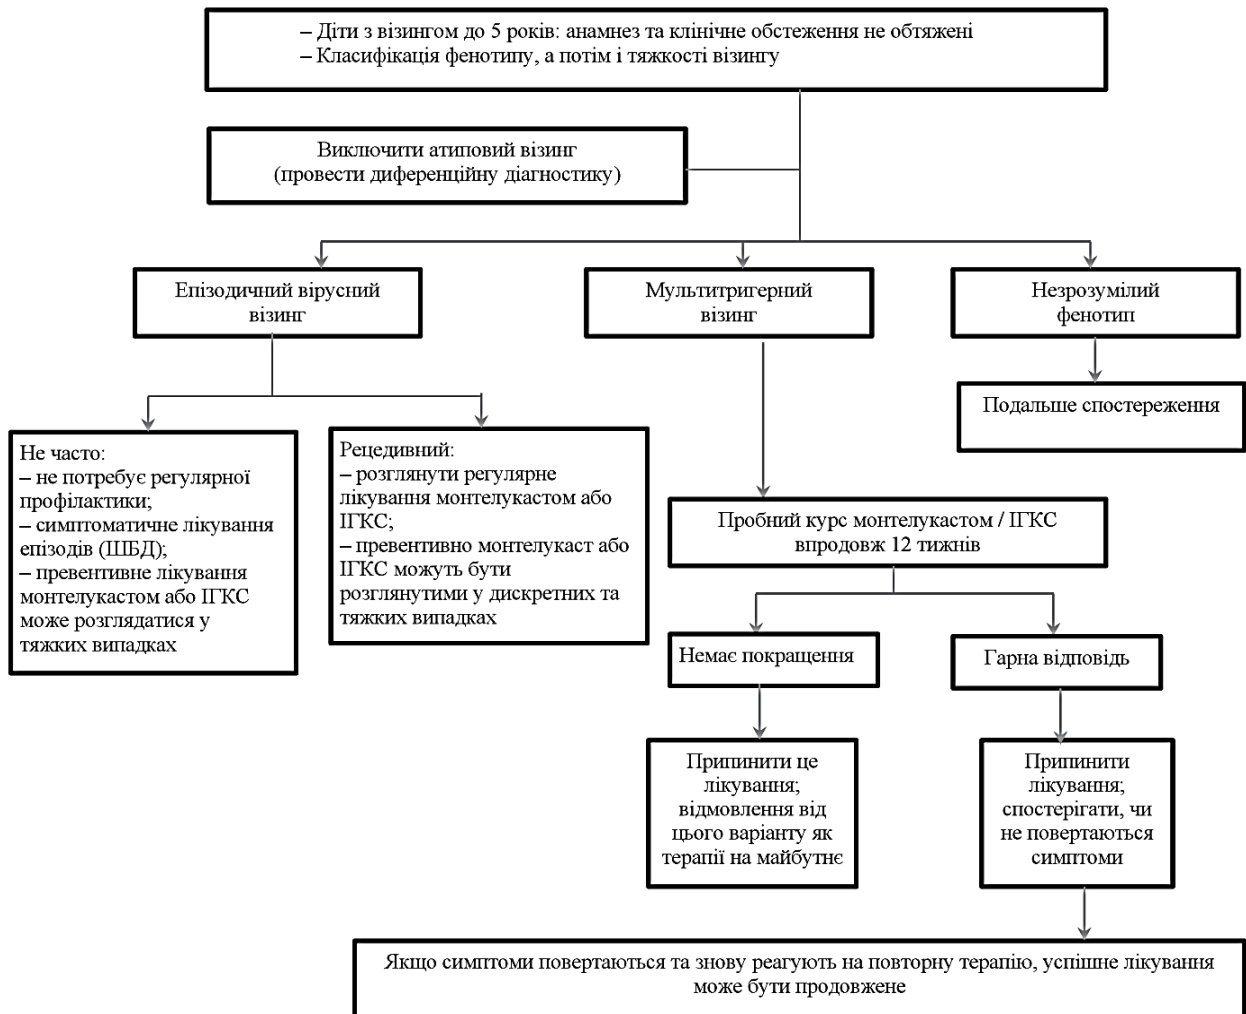 – Діти з візингом до 5 років: анамнез та клінічне обстеження не обтяжені
– Класифікація фенотипу, а потім і тяжкості візингу
Виключити атиповий візинг
(провести диференційну діагностику)
Епізодичний вірусний
візинг
Мультитригерний
візинг
Незрозумілий
фенотип
Подальше спостереження
Не часто:
– не потребує регулярної
профілактики;
– симптоматичне лікування
епізодів (ШБД);
– превентивне лікування
монтелукастом або ІГКС
може розглядатися у
тяжких випадках
Рецедивний:
– розглянути регулярне
лікування монтелукастом або
ІГКС;
– превентивно монтелукаст або
ІГКС можуть бути
розглянутими у дискретних та
тяжких випадках
Пробний курс монтелукастом / ІГКС
впродовж 12 тижнів
Немає покращення
Гарна відповідь
Припинити це
лікування;
відмовлення від
цього варіанту як
терапії на майбутнє
Припинити
лікування;
спостерігати, чи
не повертаються
симптоми
Якщо симптоми повертаються та знову реагують на повторну терапію, успішне лікування
може бути продовжене